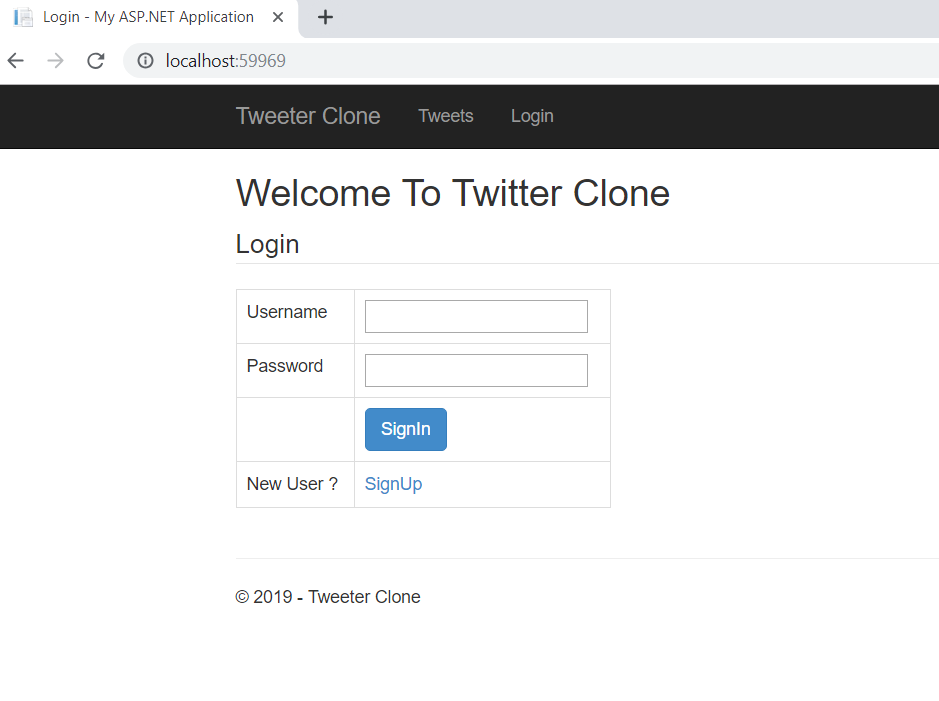 Login - My ASP.NET Application
localhost:59969
Tweeter Clone Tweets Login
Welcome To Twitter Clone
Login
Username
Password
SignIn
New User ? SignUp
© 2019 - Tweeter Clone